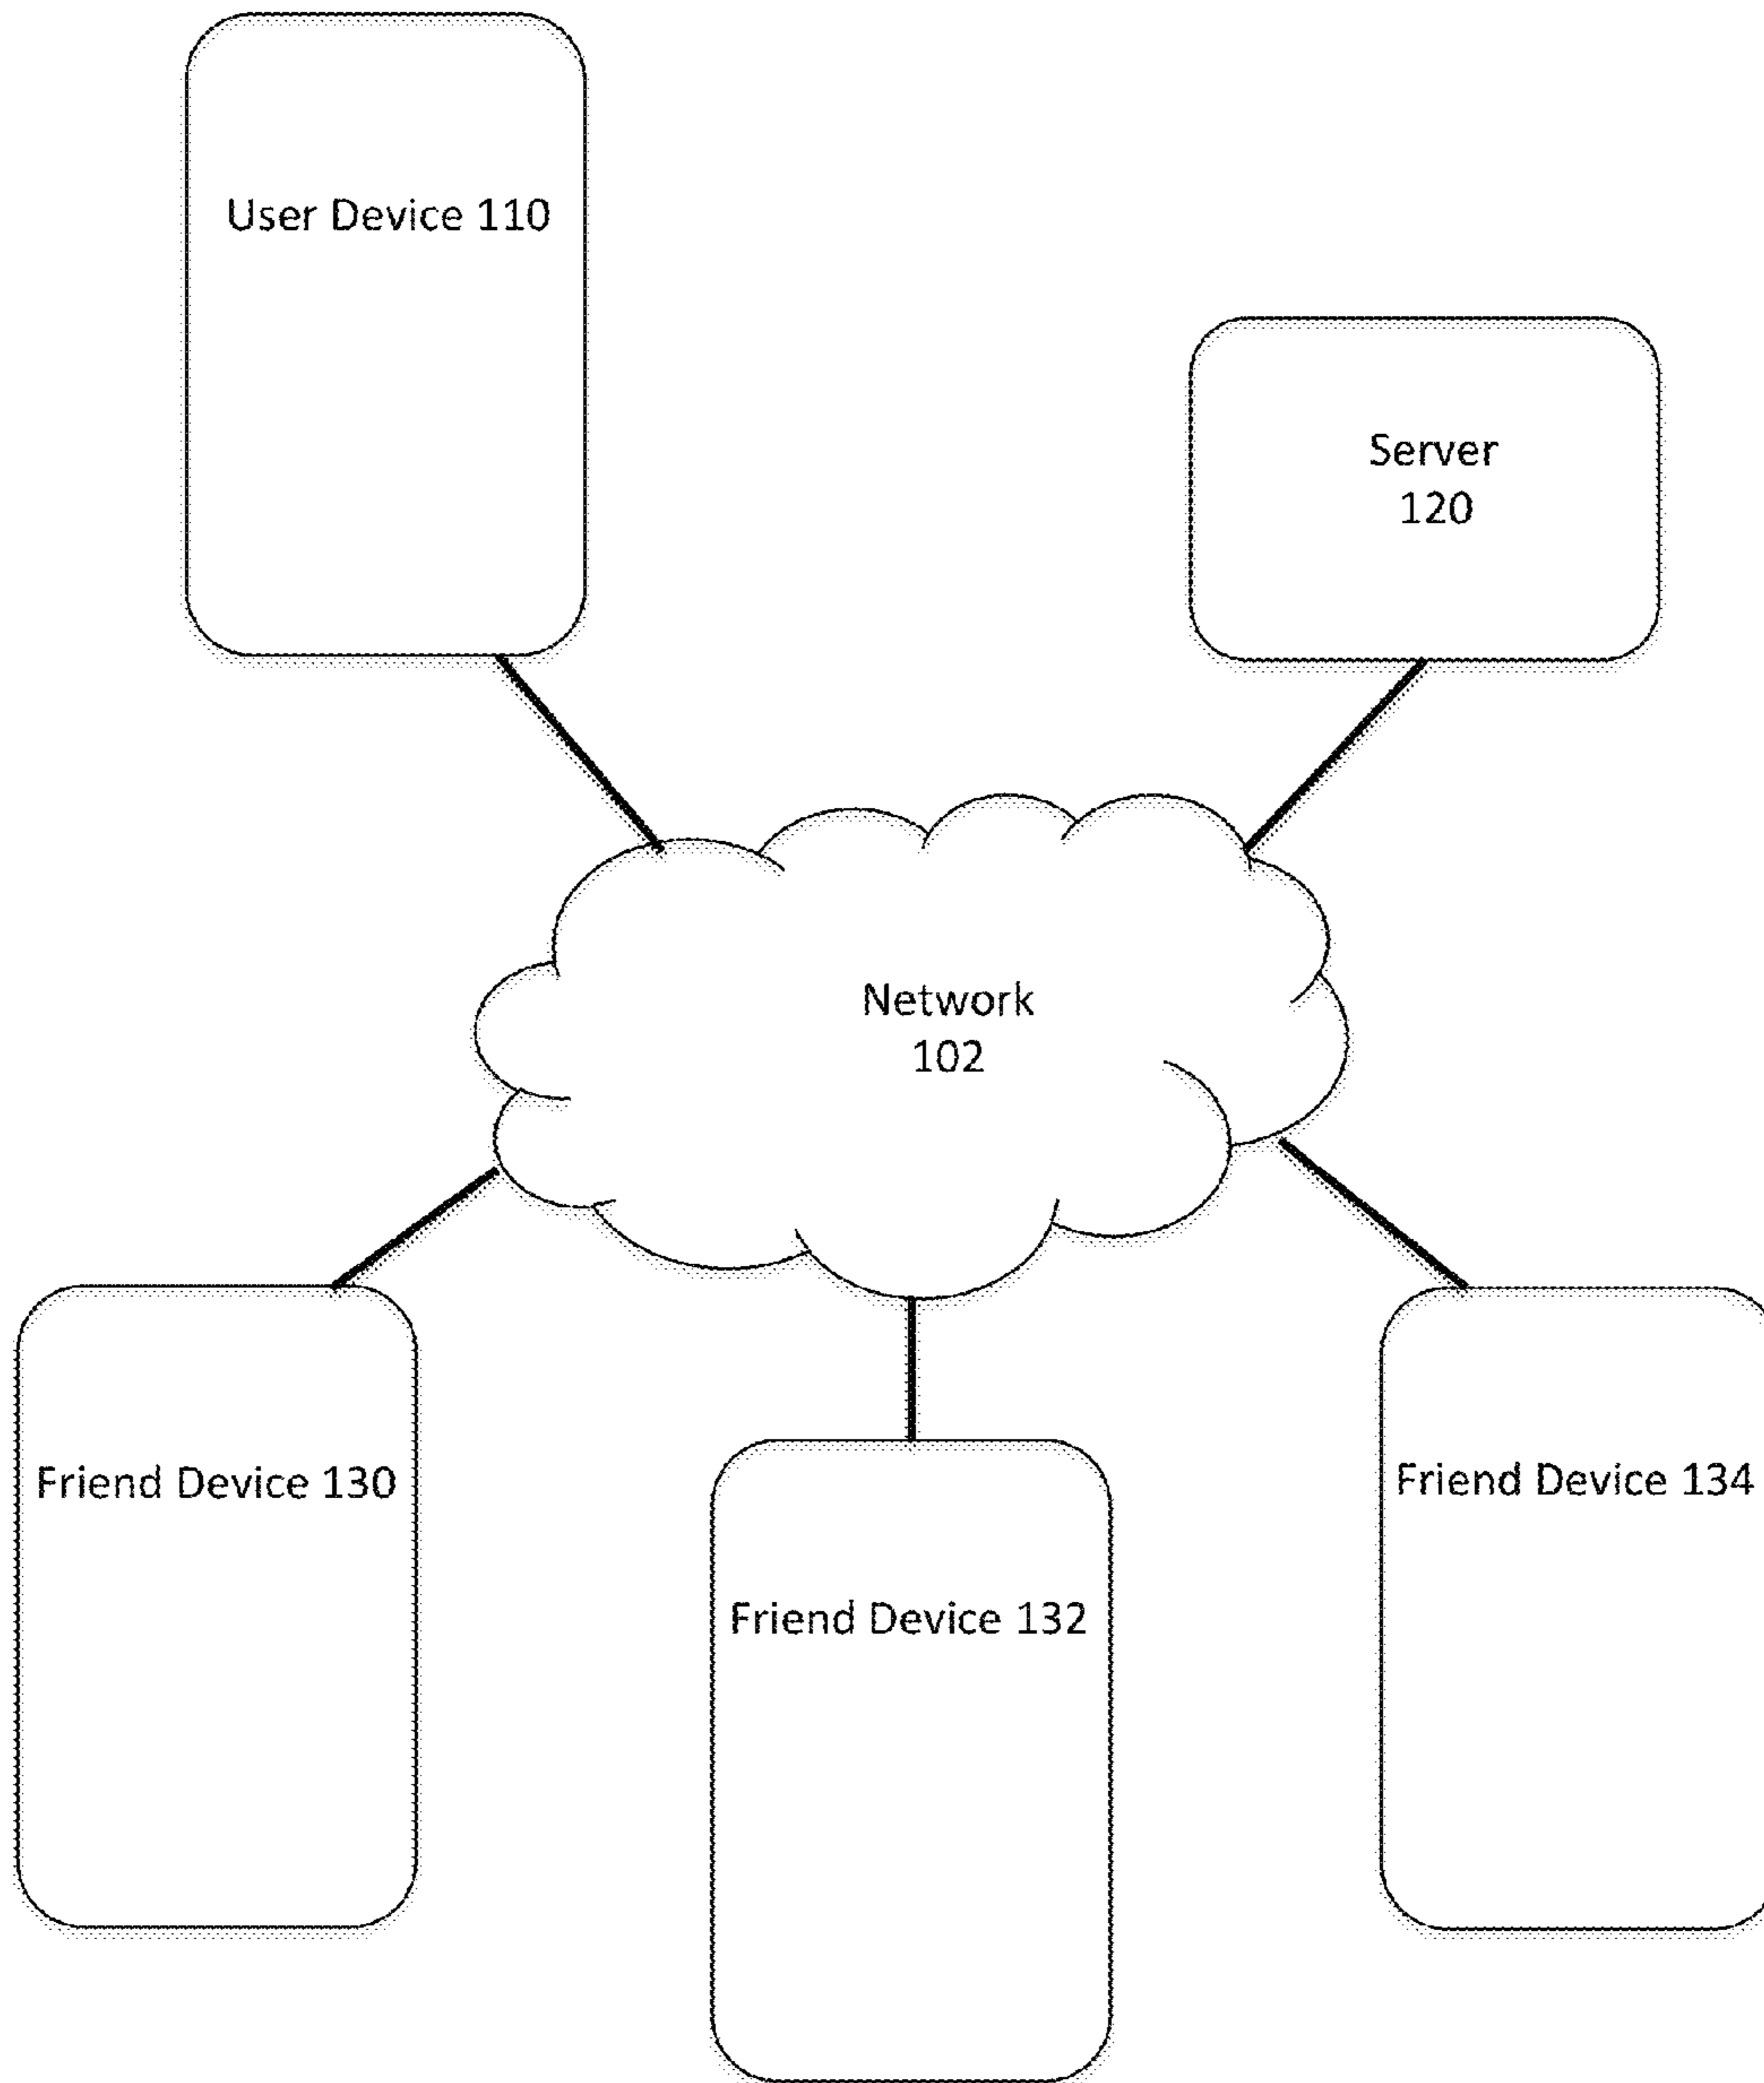 User Device 110
Server
120
Network
102
Friend Device 130
Friend Device 134
Friend Device 132